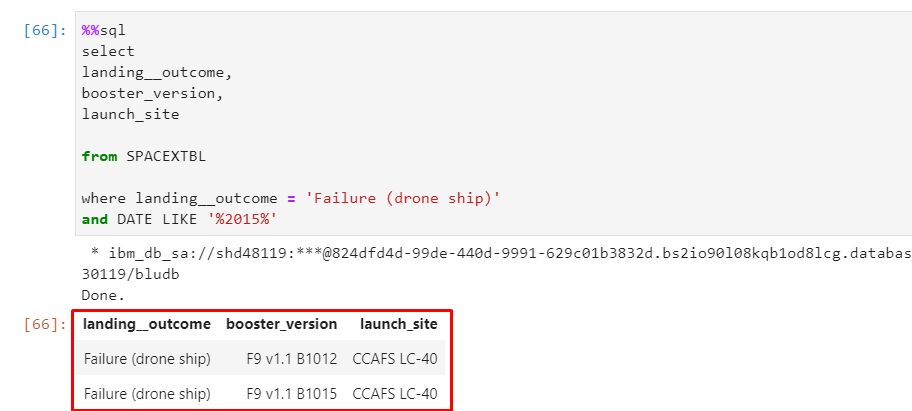 [66]: %%sql
select
landing__outcome,
booster_version,
launch_site
from SPACEXTBL
where landing__outcome = 'Failure (drone ship)'
and DATE LIKE '%2015%'
* ibm_db_sa://shd48119:***@824dfd4d-99de-440d-9991-629c01b3832d.bs2io90l08kqb1od8lcg.databas
30119/bludb
Done.
[66]: landing__outcome booster_version launch_site
Failure (drone ship) F9 v1.1 B1012 CCAFS LC-40
Failure (drone ship) F9 v1.1 B1015 CCAFS LC-40